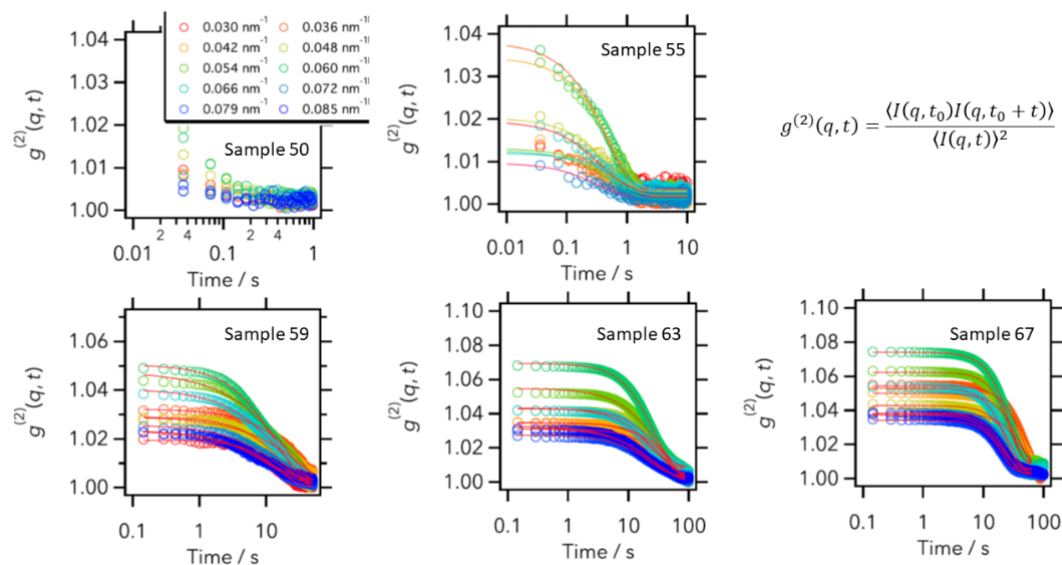 0.030 nm⁻¹ 0.036 nm⁻¹
0.042 nm⁻¹ 0.048 nm⁻¹
0.054 nm⁻¹ 0.060 nm⁻¹
0.066 nm⁻¹ 0.072 nm⁻¹
0.079 nm⁻¹ 0.085 nm⁻¹
1.04
1.03
1.02
1.01
1.00
g⁽²⁾(q, t)
Sample 50
2 4 2 4
0.01 0.1 1
Time / s
1.04
1.03
1.02
1.01
1.00
g⁽²⁾(q, t)
Sample 55
0.01 0.1 1 10
Time / s
g⁽²⁾(q, t) = ⟨I(q, t₀)I(q, t₀ + t)⟩
⟨I(q, t)⟩²
1.06
1.04
1.02
1.00
g⁽²⁾(q, t)
Sample 59
0.1 1 10
Time / s
1.10
1.08
1.06
1.04
1.02
1.00
g⁽²⁾(q, t)
Sample 63
0.1 1 10 100
Time / s
1.10
1.08
1.06
1.04
1.02
1.00
g⁽²⁾(q, t)
Sample 67
0.1 1 10 100
Time / s